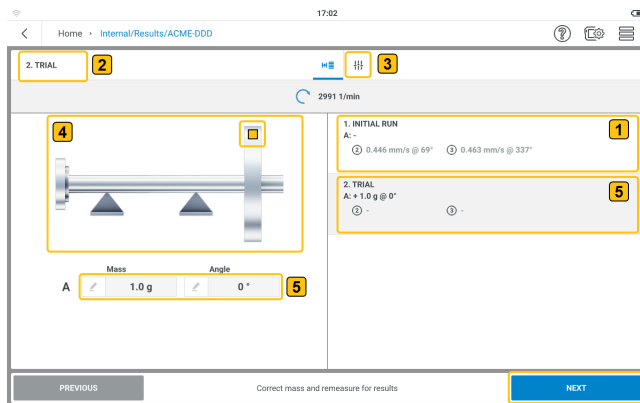 17:02
Home › Internal/Results/ACME-DDD
2. TRIAL
2
3
2991 1/min
4
1. INITIAL RUN
A: -
② 0.446 mm/s @ 69° ③ 0.463 mm/s @ 337°
1
2. TRIAL
A: + 1.0 g @ 0°
② - ③ -
5
Mass Angle
A 1.0 g 0 °
5
PREVIOUS
Correct mass and remeasure for results
NEXT